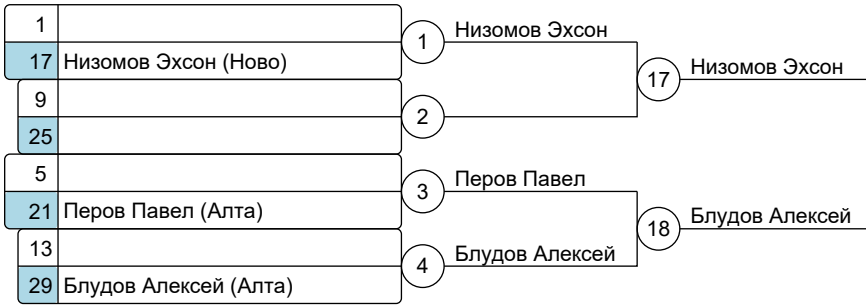 1
1 Низомов Эхсон
17 Низомов Эхсон (Ново)
17 Низомов Эхсон
9
2
25
5
3 Перов Павел
21 Перов Павел (Алта)
18 Блудов Алексей
13
4 Блудов Алексей
29 Блудов Алексей (Алта)